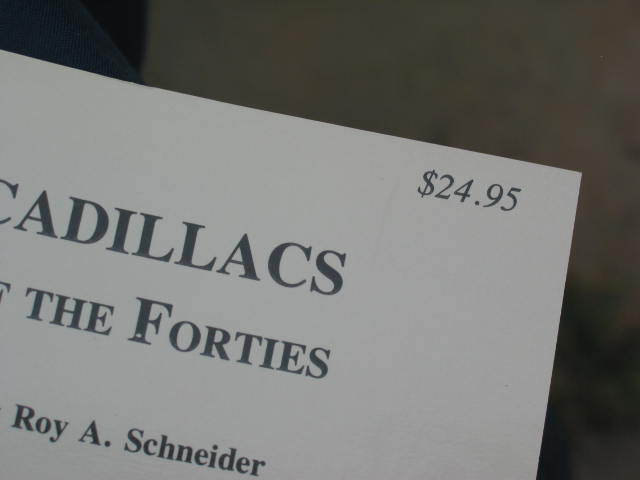 $24.95
CADILLACS
THE FORTIES
Roy A. Schneider